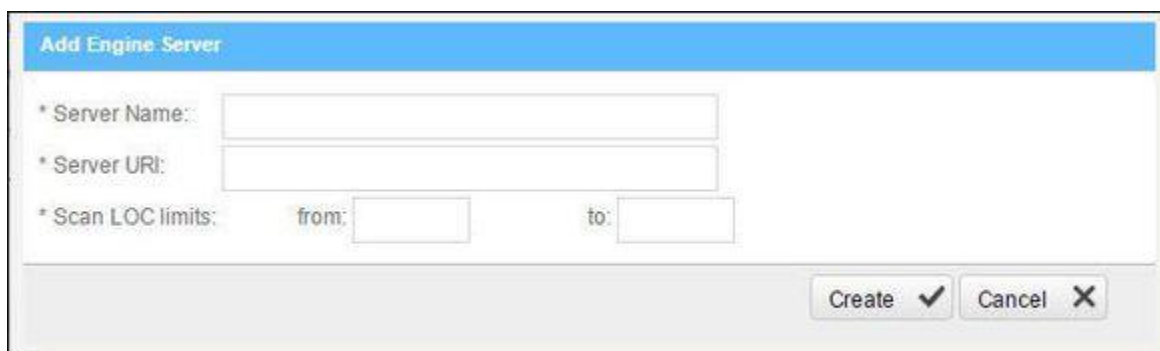 Add Engine Server
* Server Name:
* Server URI:
* Scan LOC limits: from: to:
Create Cancel